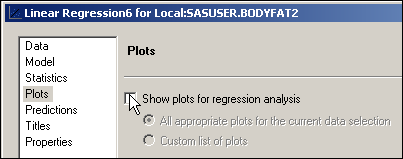 Linear Regression6 for Local:SASUSER.BODYFAT2
Data
Model
Statistics
Plots
Predictions
Titles
Properties
Plots
Show plots for regression analysis
All appropriate plots for the current data selection
Custom list of plots